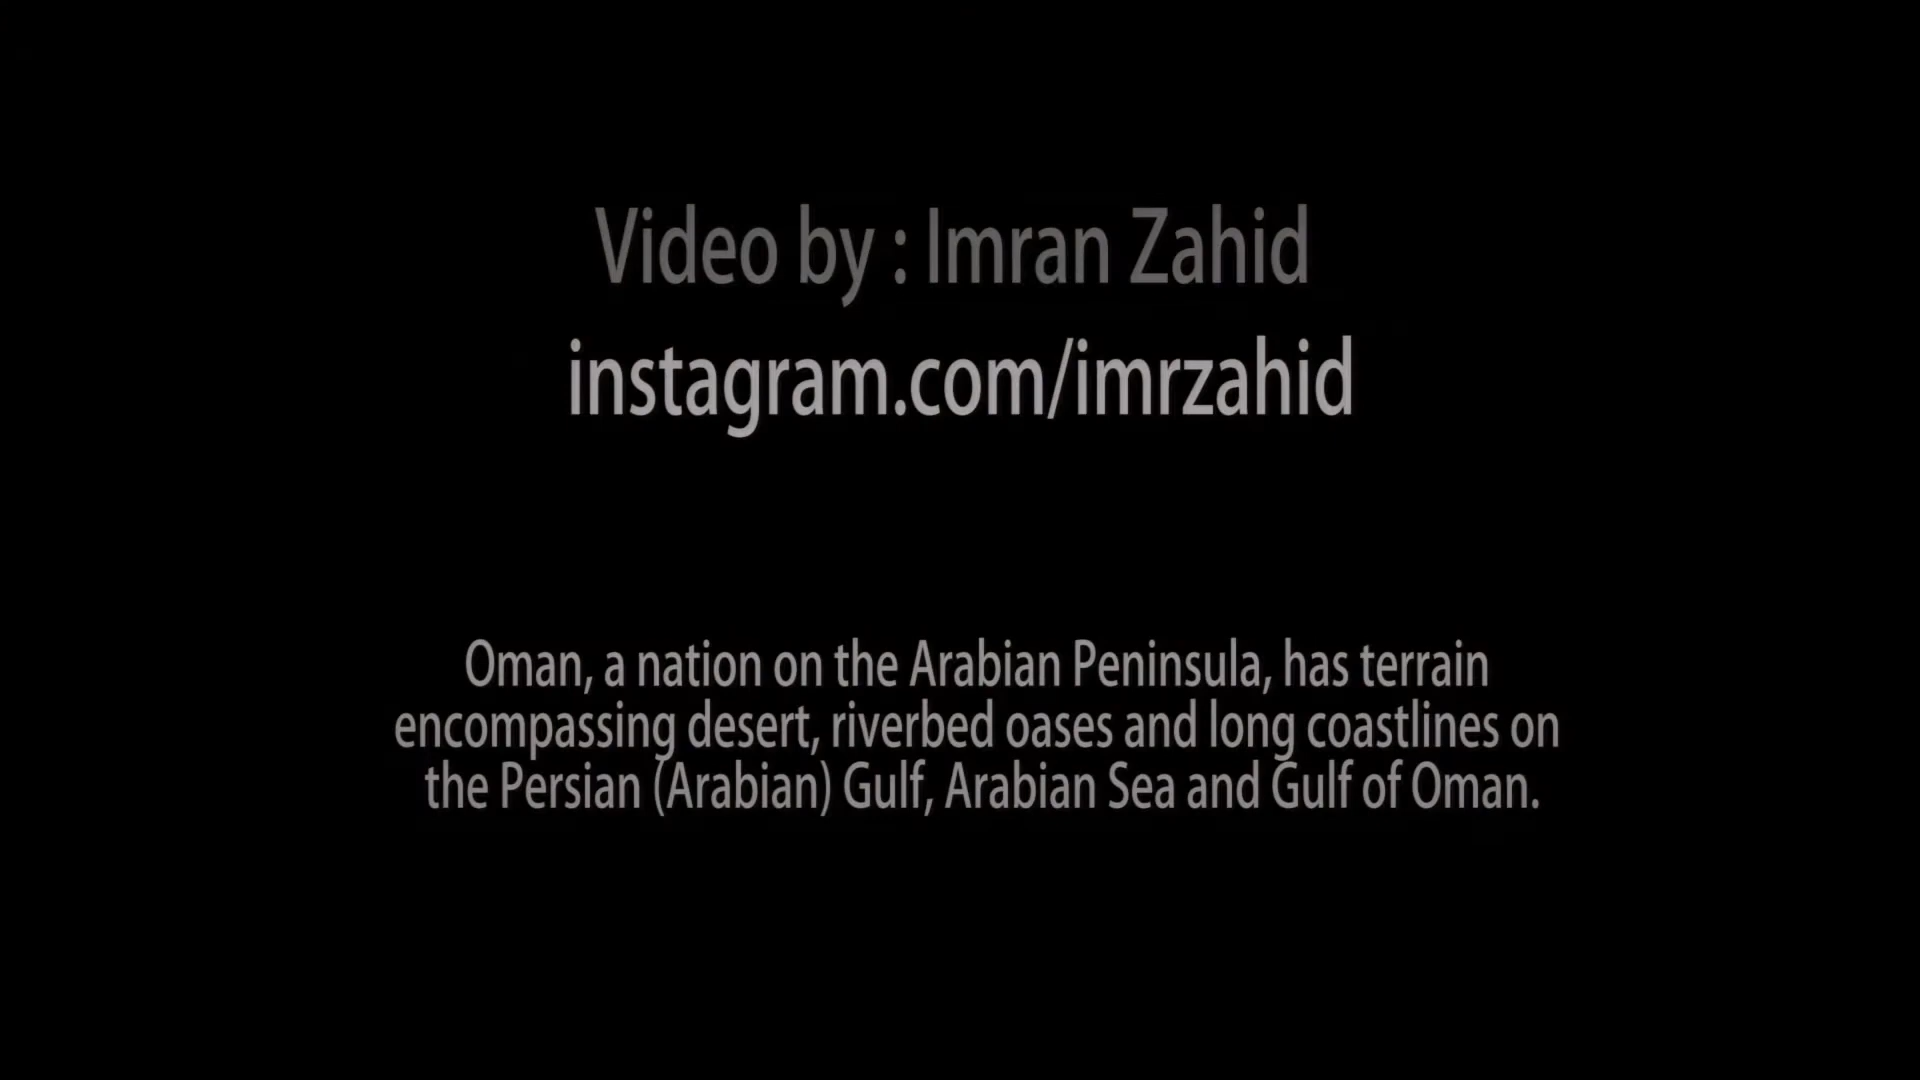 Video by : Imran Zahid
instagram.com/imrzahid
Oman, a nation on the Arabian Peninsula, has terrain
encompassing desert, riverbed oases and long coastlines on
the Persian (Arabian) Gulf, Arabian Sea and Gulf of Oman.